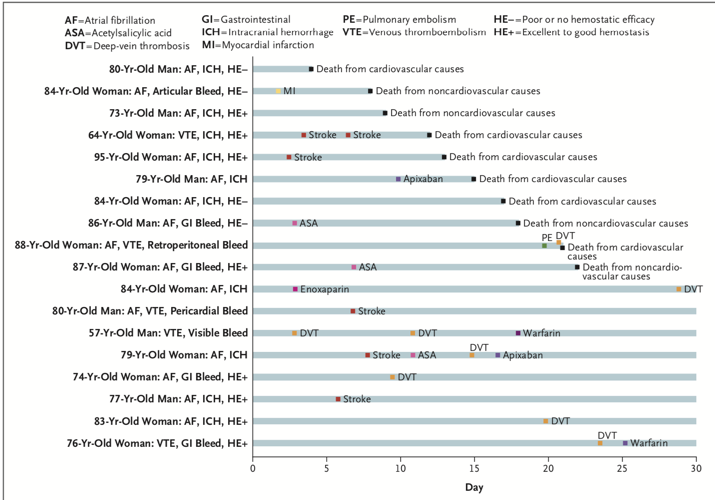 AF=Atrial fibrillation
ASA=Acetylsalicylic acid
DVT=Deep-vein thrombosis
GI=Gastrointestinal
ICH=Intracranial hemorrhage
MI=Myocardial infarction
PE=Pulmonary embolism
VTE=Venous thromboembolism
HE−=Poor or no hemostatic efficacy
HE+=Excellent to good hemostasis
80-Yr-Old Man: AF, ICH, HE−
Death from cardiovascular causes
84-Yr-Old Woman: AF, Articular Bleed, HE−
MI
Death from noncardiovascular causes
73-Yr-Old Man: AF, ICH, HE+
Death from noncardiovascular causes
64-Yr-Old Woman: VTE, ICH, HE+
Stroke
Stroke
Death from cardiovascular causes
95-Yr-Old Woman: AF, ICH, HE+
Stroke
Death from cardiovascular causes
79-Yr-Old Man: AF, ICH
Apixaban
Death from cardiovascular causes
84-Yr-Old Woman: AF, ICH, HE−
Death from cardiovascular causes
86-Yr-Old Man: AF, GI Bleed, HE−
ASA
Death from noncardiovascular causes
88-Yr-Old Woman: AF, VTE, Retroperitoneal Bleed
PE
DVT
Death from cardiovascular
causes
87-Yr-Old Woman: AF, GI Bleed, HE+
ASA
Death from noncardio-
vascular causes
84-Yr-Old Woman: AF, ICH
Enoxaparin
DVT
80-Yr-Old Man: AF, VTE, Pericardial Bleed
Stroke
57-Yr-Old Man: VTE, Visible Bleed
DVT
DVT
Warfarin
79-Yr-Old Woman: AF, ICH
Stroke
ASA
DVT
Apixaban
74-Yr-Old Woman: AF, GI Bleed, HE+
DVT
77-Yr-Old Man: AF, ICH, HE+
Stroke
83-Yr-Old Woman: AF, ICH, HE+
DVT
76-Yr-Old Woman: VTE, GI Bleed, HE+
DVT
Warfarin
0 5 10 15 20 25 30
Day